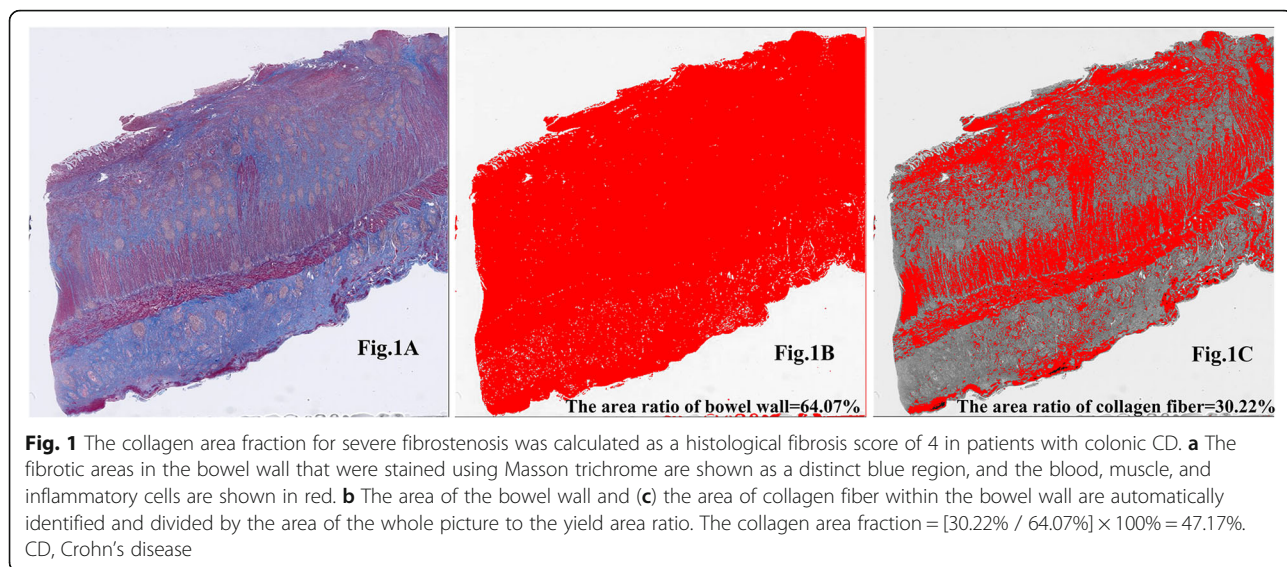 Fig.1A
Fig.1B
Fig.1C
The area ratio of bowel wall=64.07%
The area ratio of collagen fiber=30.22%
Fig. 1 The collagen area fraction for severe fibrostenosis was calculated as a histological fibrosis score of 4 in patients with colonic CD. a The
fibrotic areas in the bowel wall that were stained using Masson trichrome are shown as a distinct blue region, and the blood, muscle, and
inflammatory cells are shown in red. b The area of the bowel wall and (c) the area of collagen fiber within the bowel wall are automatically
identified and divided by the area of the whole picture to the yield area ratio. The collagen area fraction = [30.22% / 64.07%] × 100% = 47.17%.
CD, Crohn’s disease